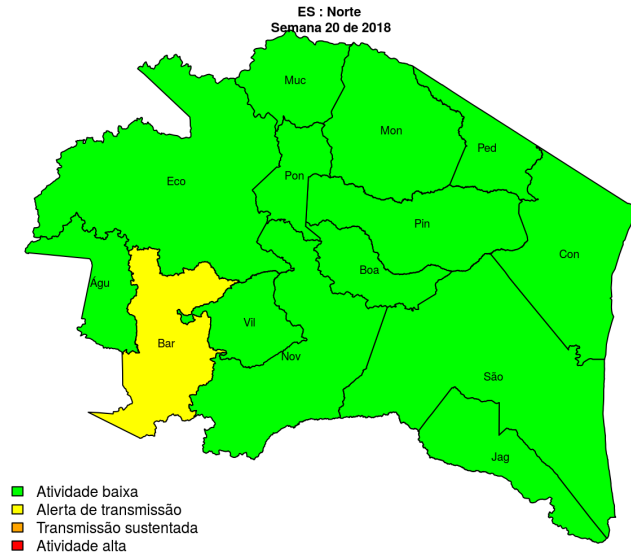 ES : Norte
Semana 20 de 2018
Muc
Mon
Ped
Eco
Pon
Pin
Con
Boa
Águ
Vil
Bar
Nov
São
Jag
Atividade baixa
Alerta de transmissão
Transmissão sustentada
Atividade alta